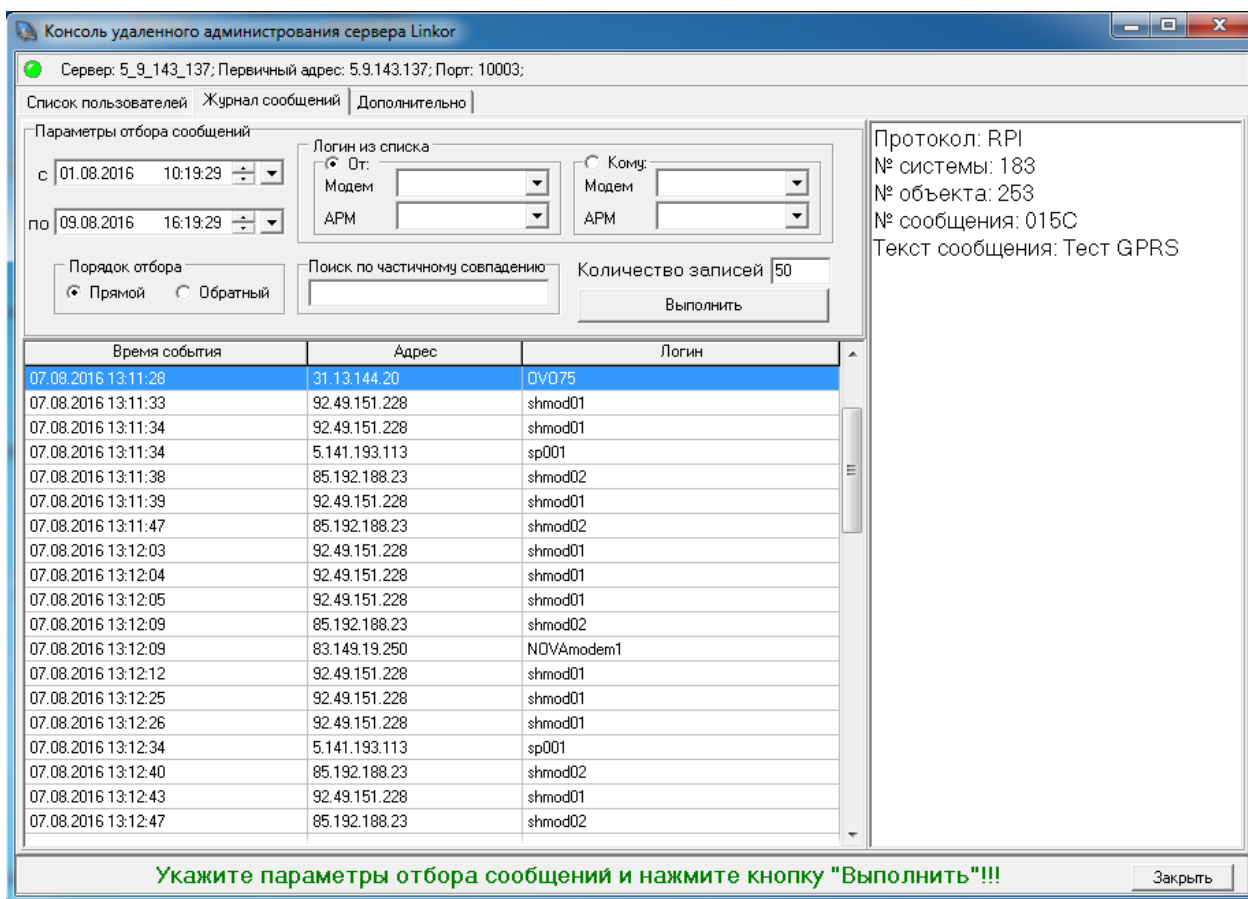 Консоль удаленного администрования сервера Linkor
Сервер: 5_9_143_137; Первичный адрес: 5.9.143.137; Порт: 10003;
Список пользователей Журнал сообщений Дополнительно
Параметры отбора сообщений
с 01.08.2016 10:19:29
по 09.08.2016 16:19:29
Логин из списка
От:
Модем
АРМ
Кому:
Модем
АРМ
Порядок отбора
Прямой Обратный
Поиск по частичному совпадению
Количество записей 50
Выполнить
Время события Адрес Логин
07.08.2016 13:11:28 31.13.144.20 OVO75
07.08.2016 13:11:33 92.49.151.228 shmod01
07.08.2016 13:11:34 92.49.151.228 shmod01
07.08.2016 13:11:34 5.141.193.113 sp001
07.08.2016 13:11:38 85.192.188.23 shmod02
07.08.2016 13:11:39 92.49.151.228 shmod01
07.08.2016 13:11:47 85.192.188.23 shmod02
07.08.2016 13:12:03 92.49.151.228 shmod01
07.08.2016 13:12:04 92.49.151.228 shmod01
07.08.2016 13:12:05 92.49.151.228 shmod01
07.08.2016 13:12:09 85.192.188.23 shmod02
07.08.2016 13:12:09 83.149.19.250 NOVAmodem1
07.08.2016 13:12:12 92.49.151.228 shmod01
07.08.2016 13:12:25 92.49.151.228 shmod01
07.08.2016 13:12:26 92.49.151.228 shmod01
07.08.2016 13:12:34 5.141.193.113 sp001
07.08.2016 13:12:40 85.192.188.23 shmod02
07.08.2016 13:12:43 92.49.151.228 shmod01
07.08.2016 13:12:47 85.192.188.23 shmod02
Протокол: RPI
№ системы: 183
№ объекта: 253
№ сообщения: 015C
Текст сообщения: Тест GPRS
Укажите параметры отбора сообщений и нажмите кнопку "Выполнить"!!!
Закрыть